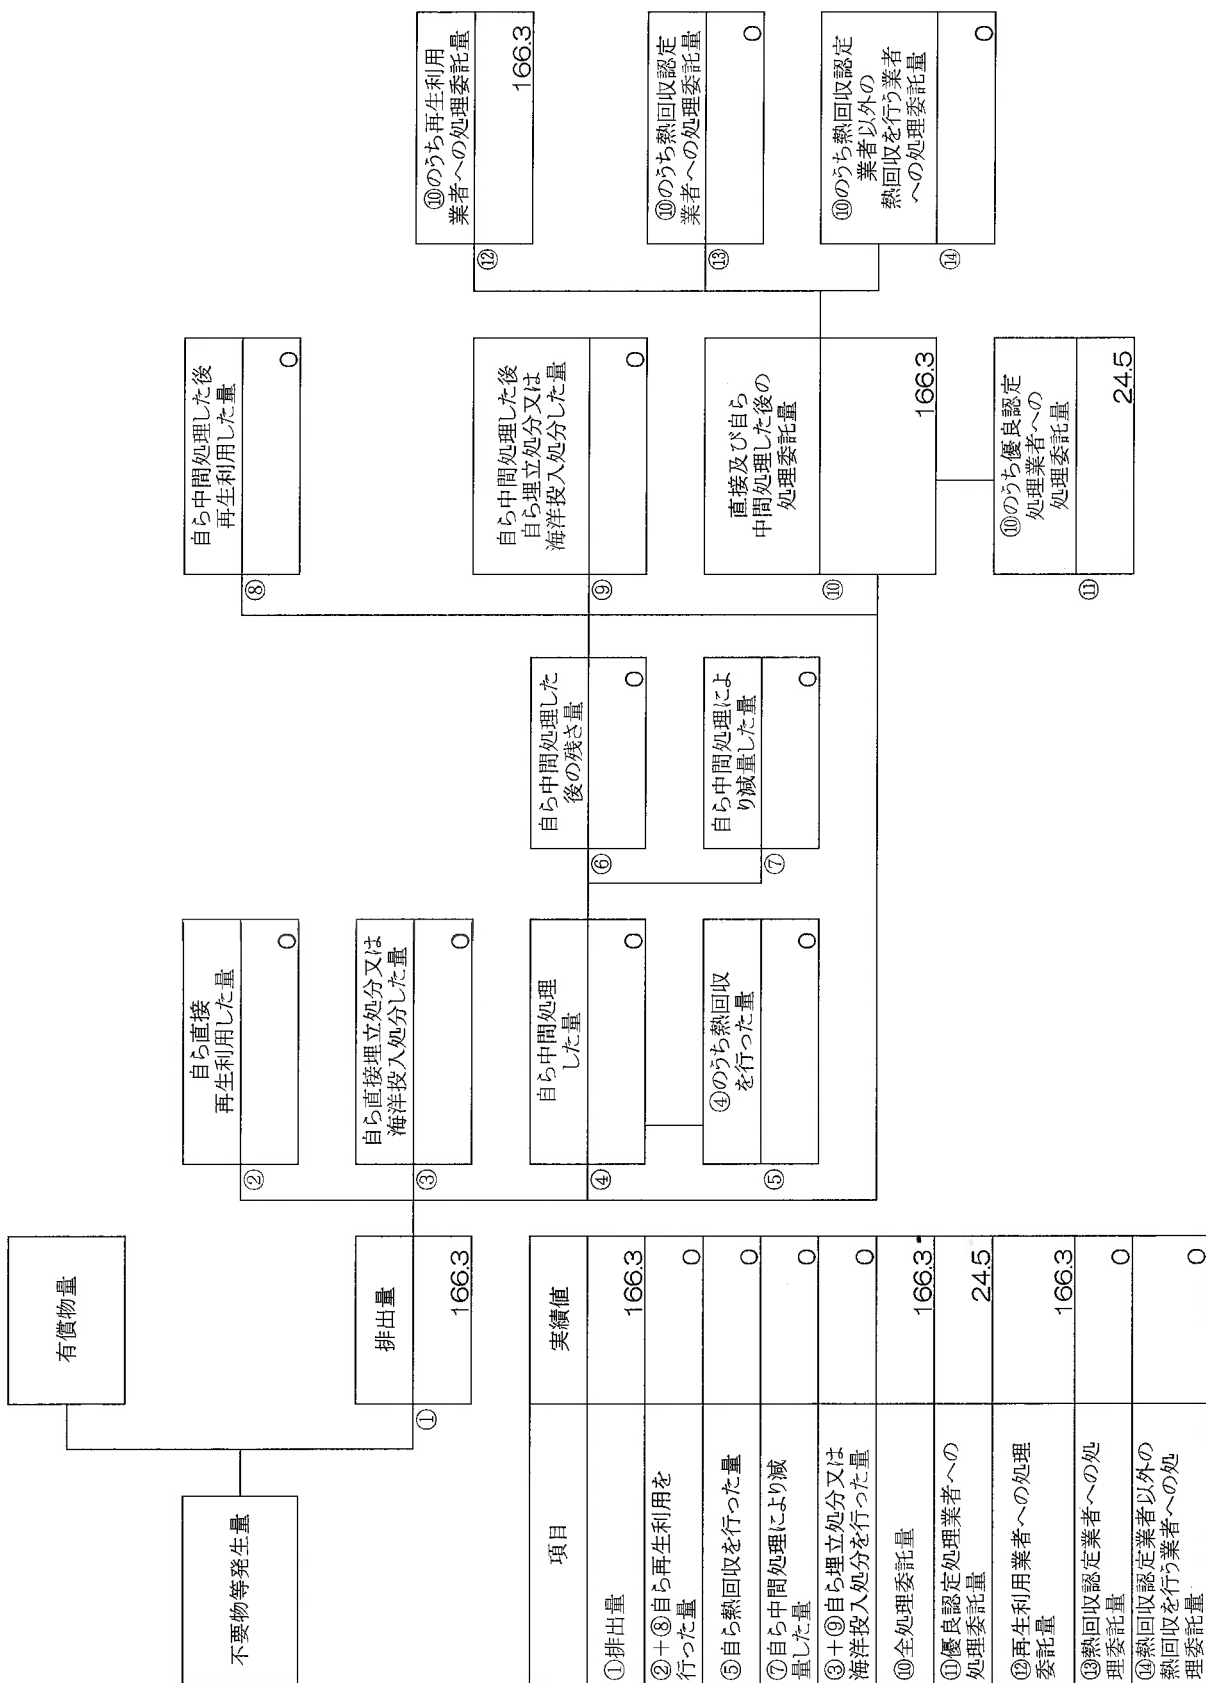 不要物等発生量
有償物量
①
排出量
166.3
②
自ら直接
再生利用した量
0
③
自ら直接埋立処分又は
海洋投入処分した量
0
④
自ら中間処理
した量
0
⑤
④のうち熱回収
を行った量
0
⑥
自ら中間処理した
後の残さ量
0
⑦
自ら中間処理によ
り減量した量
0
⑧
自ら中間処理した後
再生利用した量
0
⑨
自ら中間処理した後
自ら埋立処分又は
海洋投入処分した量
0
⑩
直接及び自ら
中間処理した後の
処理委託量
166.3
⑪
⑩のうち優良認定
処理業者への
処理委託量
24.5
⑫
⑩のうち再生利用
業者への処理委託量
166.3
⑬
⑩のうち熱回収認定
業者への処理委託量
0
⑭
⑩のうち熱回収認定
業者以外の
熱回収を行う業者
への処理委託量
0
項目 実績値
①排出量 166.3
②+⑧自ら再生利用を
行った量 0
⑤自ら熱回収を行った量 0
⑦自ら中間処理により減
量した量 0
③+⑨自ら埋立処分又は
海洋投入処分を行った量 0
⑩全処理委託量 166.3
⑪優良認定処理業者への
処理委託量 24.5
⑫再生利用業者への処理
委託量 166.3
⑬熱回収認定業者への処
理委託量 0
⑭熱回収認定業者以外の
熱回収を行う業者への処
理委託量 0